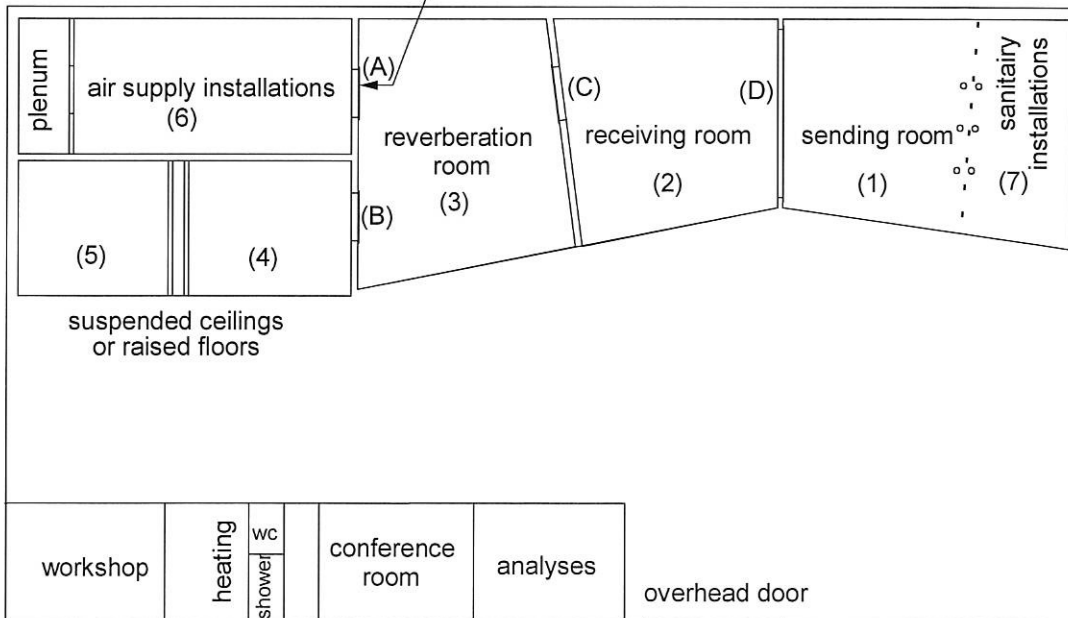 plenum
air supply installations
(6)
(A)
reverberation
room
(3)
(B)
(C)
receiving room
(2)
(D)
sending room
(1)
sanitairy
installations
(7)
(5)
(4)
suspended ceilings
or raised floors
workshop
heating
wc
shower
conference
room
analyses
overhead door